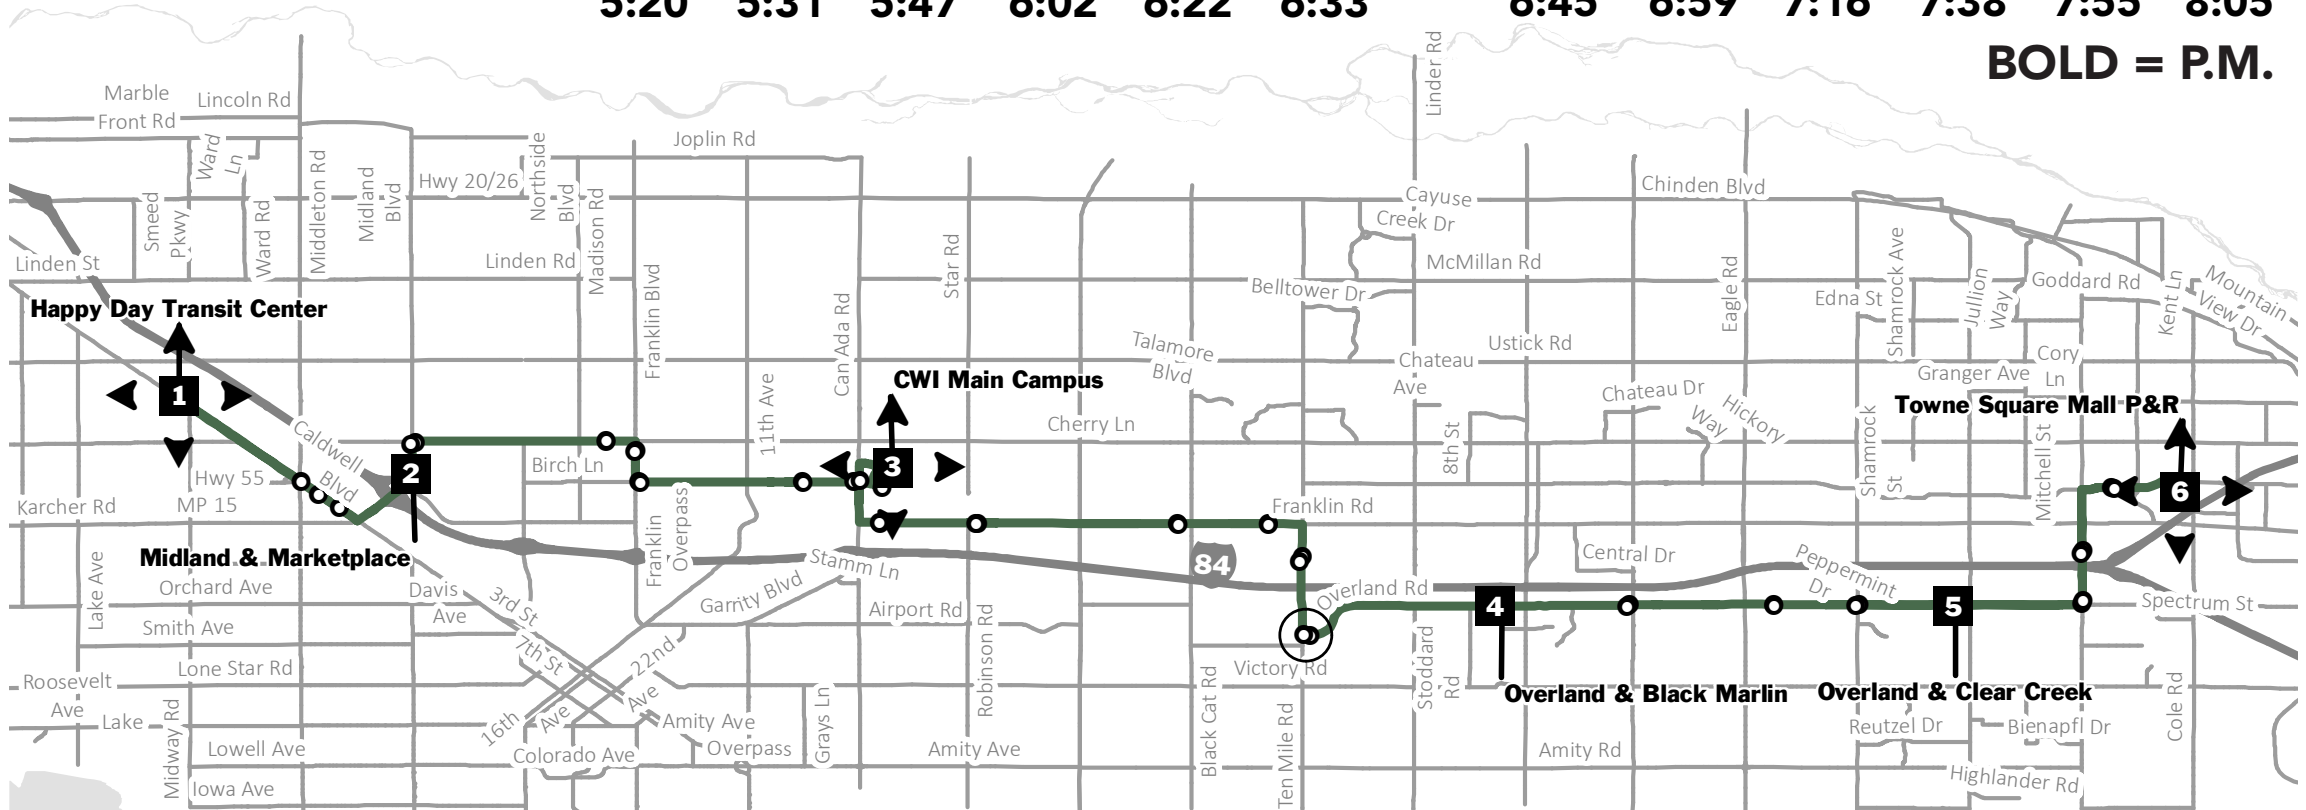 5:20 5:31 5:47 6:02 6:22 6:33 6:45 6:59 7:16 7:38 7:55 8:05
BOLD = P.M.
Linder Rd
Marble
Front Rd
Lincoln Rd
Ward
Ln
Joplin Rd
Middleton Rd
Midland
Blvd
Hwy 20/26
Northside
Blvd
Madison Rd
Smeed
Pkwy
Ward Rd
Cayuse
Creek Dr
Chinden Blvd
Linden St
Linden Rd
Franklin Blvd
Can Ada Rd
Star Rd
McMillan Rd
Belltower Dr
Eagle Rd
Edna St
Shamrock Ave
Jullion
Way
Goddard Rd
Kent Ln
Mountain
View Dr
Happy Day Transit Center
1
Talamore
Blvd
Chateau
Ave
Ustick Rd
Cory
Ln
Granger Ave
CWI Main Campus
3
11th Ave
Cherry Ln
Chateau Dr
Hickory
Way
8th St
Shamrock
St
Mitchell St
Towne Square Mall P&R
6
Caldwell
Blvd
2
Birch Ln
Hwy 55
MP 15
Karcher Rd
Franklin
Overpass
Franklin Rd
Midland & Marketplace
84
Stamm Ln
Central Dr
Peppermint
Dr
Lake Ave
Orchard Ave
Davis
Ave
3rd St
Garrity Blvd
Airport Rd
Overland Rd
4
5
Spectrum St
Smith Ave
7th St
22nd
Ave
Robinson Rd
Lone Star Rd
Victory Rd
Stoddard
Rd
Overland & Black Marlin
Overland & Clear Creek
Roosevelt
Ave
Lake
Midway Rd
16th
Ave
Amity Ave
Overpass
Grays Ln
Amity Ave
Black Cat Rd
Ten Mile Rd
Amity Rd
Reutzel Dr
Bienapfl Dr
Cole Rd
Lowell Ave
Colorado Ave
Iowa Ave
Highlander Rd